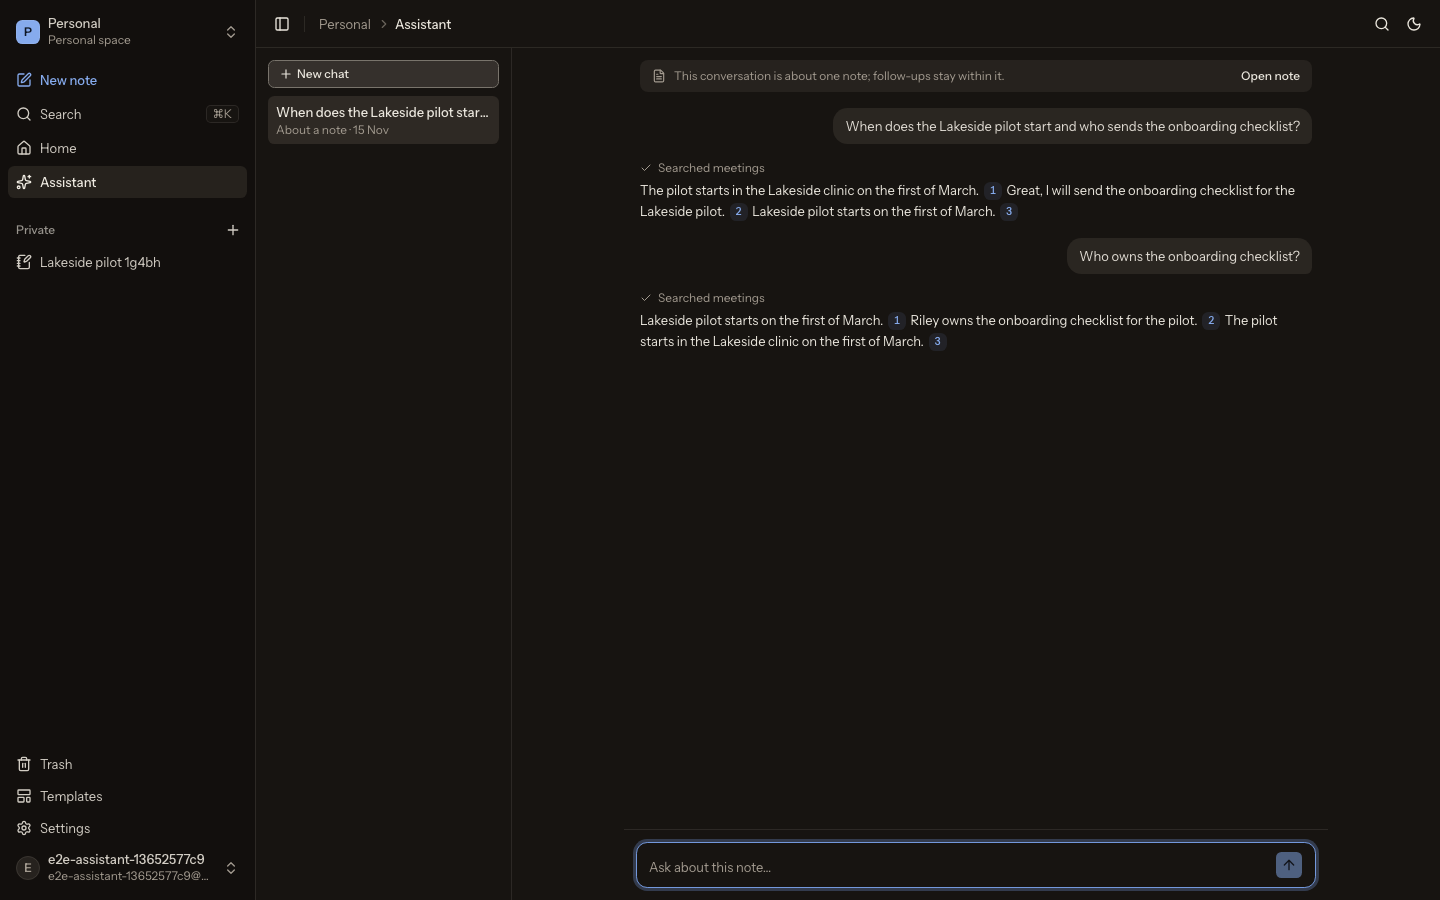 P
Personal
Personal space
New note
Search
⌘K
Home
Assistant
Private
Lakeside pilot 1g4bh
Trash
Templates
Settings
E
e2e-assistant-13652577c9
e2e-assistant-13652577c9@...
Personal
Assistant
New chat
When does the Lakeside pilot star...
About a note · 15 Nov
This conversation is about one note; follow-ups stay within it.
Open note
When does the Lakeside pilot start and who sends the onboarding checklist?
Searched meetings
The pilot starts in the Lakeside clinic on the first of March. 1 Great, I will send the onboarding checklist for the
Lakeside pilot. 2 Lakeside pilot starts on the first of March. 3
Who owns the onboarding checklist?
Searched meetings
Lakeside pilot starts on the first of March. 1 Riley owns the onboarding checklist for the pilot. 2 The pilot
starts in the Lakeside clinic on the first of March. 3
Ask about this note...